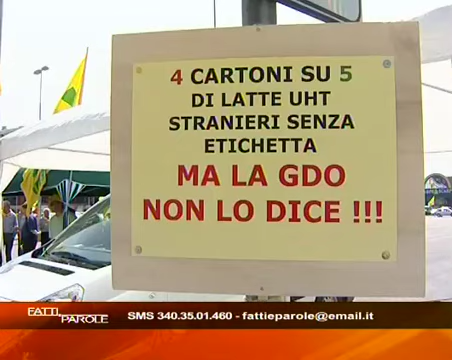 4 CARTONI SU 5
DI LATTE UHT
STRANIERI SENZA
ETICHETTA
MA LA GDO
NON LO DICE !!!
FATTI
PAROLE
SMS 340.35.01.460 - fattieparole@email.it